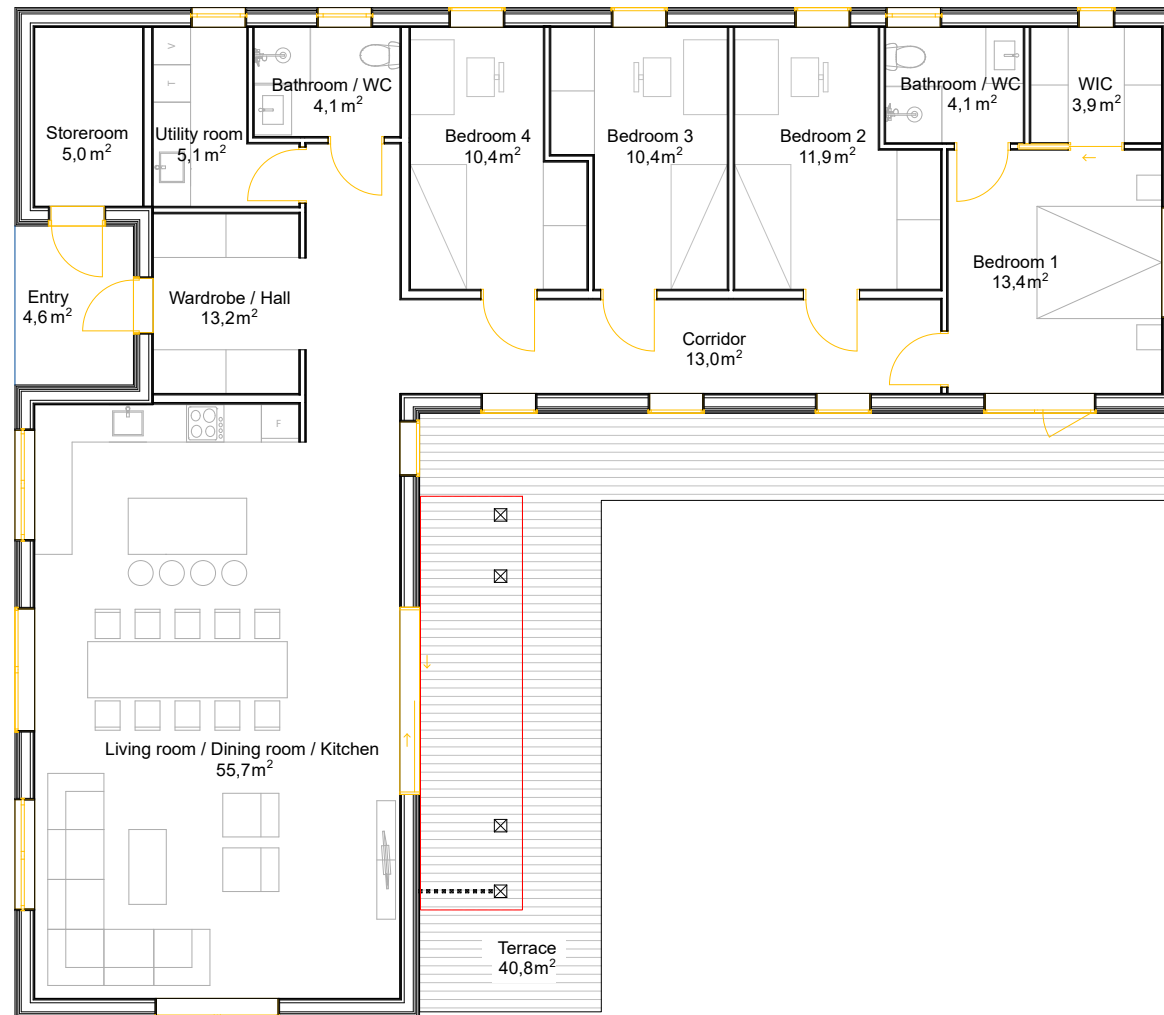 V
T
Bathroom / WC
4,1 m²
Bathroom / WC
4,1 m²
WIC
3,9 m²
Storeroom
5,0 m²
Utility room
5,1 m²
Bedroom 4
10,4m²
Bedroom 3
10,4m²
Bedroom 2
11,9m²
Bedroom 1
13,4m²
Entry
4,6 m²
Wardrobe / Hall
13,2m²
Corridor
13,0m²
F
Living room / Dining room / Kitchen
55,7m²
Terrace
40,8m²